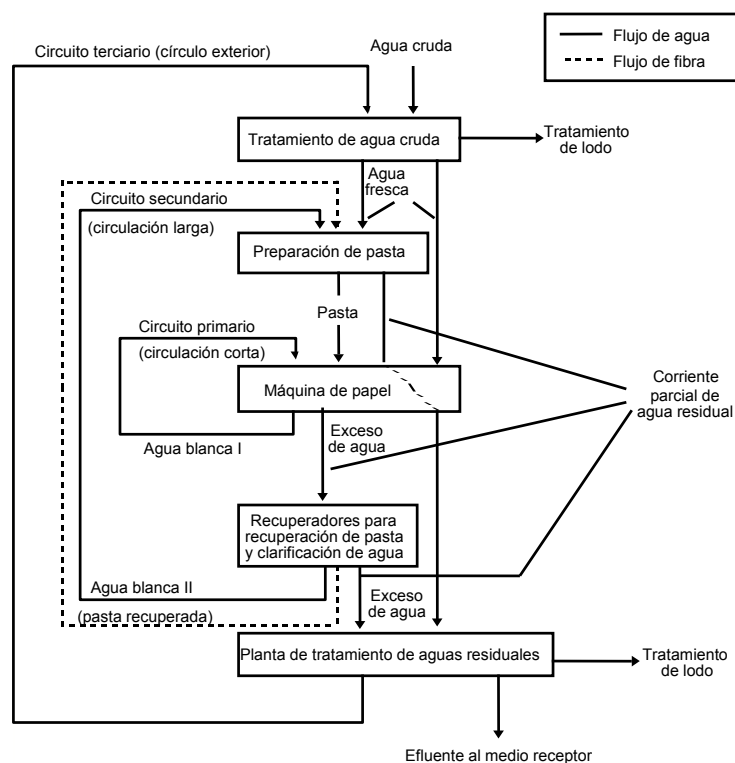 Circuito terciario (círculo exterior)
Agua cruda
Flujo de agua
Flujo de fibra
Tratamiento de agua cruda
Tratamiento
de lodo
Agua
fresca
Circuito secundario
(circulación larga)
Preparación de pasta
Pasta
Circuito primario
(circulación corta)
Máquina de papel
Corriente
parcial de
agua residual
Agua blanca I
Exceso
de agua
Recuperadores para
recuperación de pasta
y clarificación de agua
Agua blanca II
(pasta recuperada)
Exceso
de agua
Planta de tratamiento de aguas residuales
Tratamiento
de lodo
Efluente al medio receptor